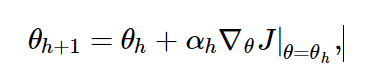 θ_{h+1} = θ_h + α_h ∇_θ J|_{θ=θ_h},